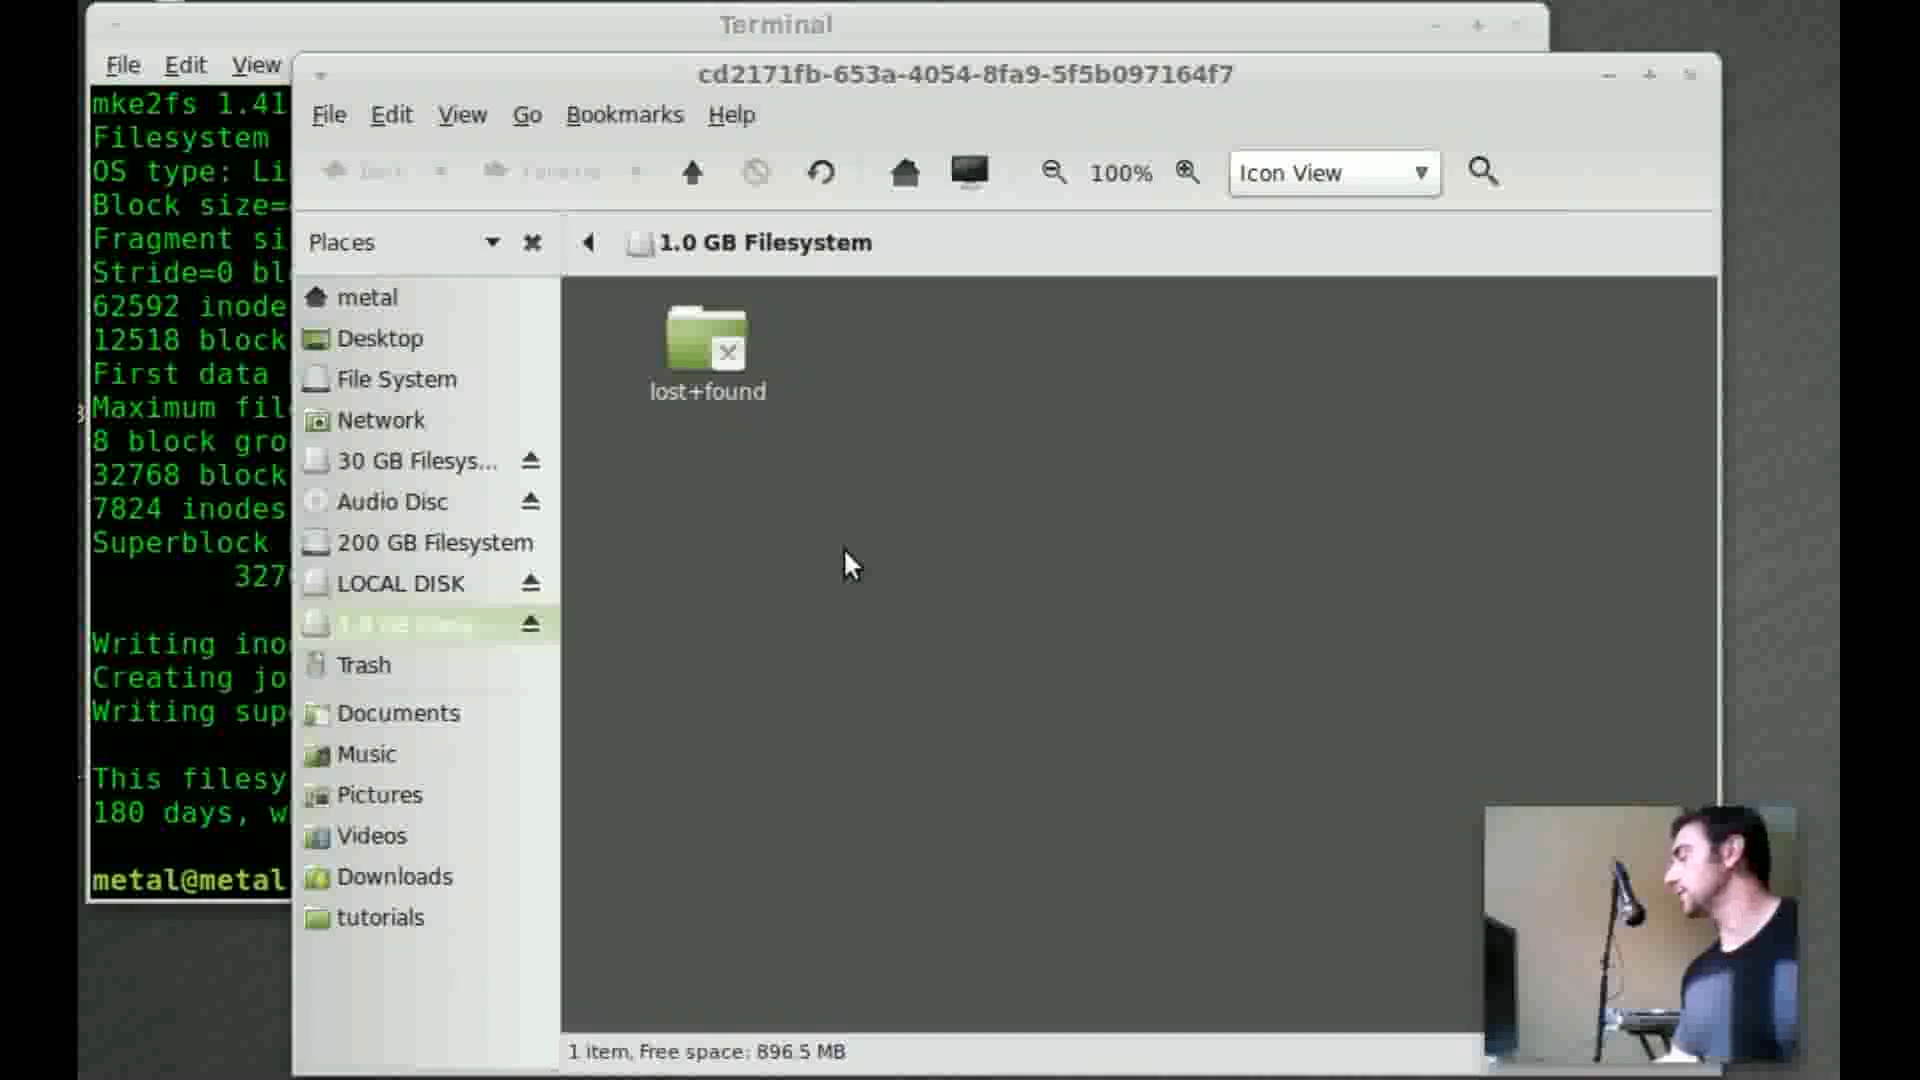 Terminal
File Edit View
cd2171fb-653a-4054-8fa9-5f5b097164f7
File Edit View Go Bookmarks Help
100% Icon View
Places
1.0 GB Filesystem
metal
Desktop
File System
Network
30 GB Filesys...
Audio Disc
200 GB Filesystem
LOCAL DISK
Trash
Documents
Music
Pictures
Videos
Downloads
tutorials
lost+found
1 item, Free space: 896.5 MB
mke2fs 1.41
Filesystem
OS type: Li
Block size=
Fragment si
Stride=0 bl
62592 inode
12518 block
First data
Maximum fil
8 block gro
32768 block
7824 inodes
Superblock
327
Writing ino
Creating jo
Writing sup
This filesy
180 days, w
metal@metal